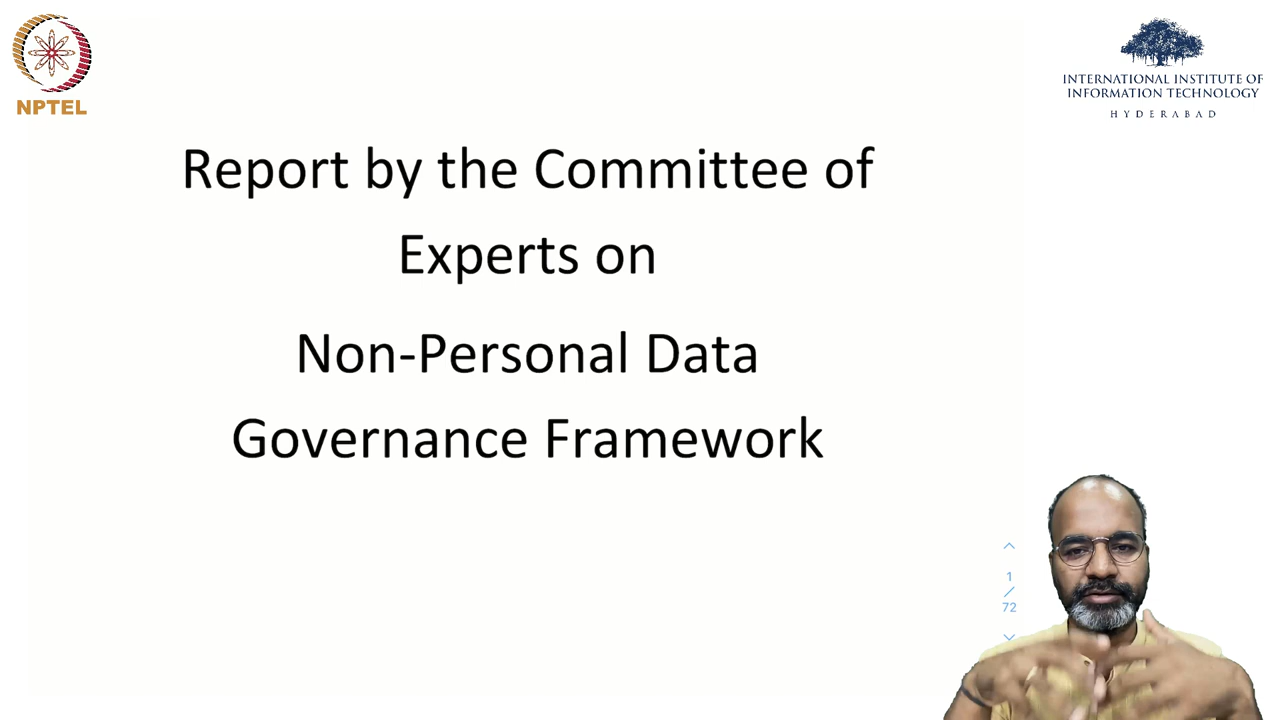 NPTEL
INTERNATIONAL INSTITUTE OF
INFORMATION TECHNOLOGY
HYDERABAD
Report by the Committee of
Experts on
Non-Personal Data
Governance Framework
1
/
72